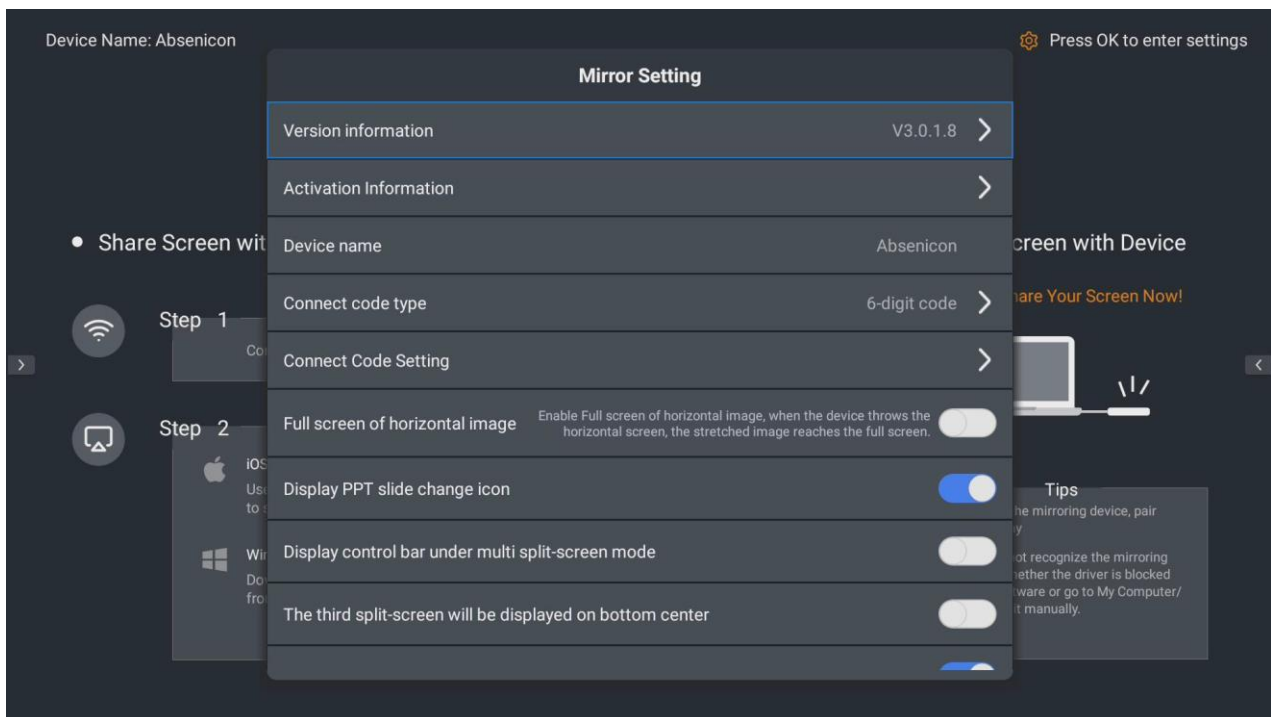 Device Name: Absenicon
Press OK to enter settings
Mirror Setting
Version information V3.0.1.8
Activation Information
Device name Absenicon
Connect code type 6-digit code
Connect Code Setting
Full screen of horizontal image
Enable Full screen of horizontal image, when the device throws the
horizontal screen, the stretched image reaches the full screen.
Display PPT slide change icon
Display control bar under multi split-screen mode
The third split-screen will be displayed on bottom center
Share Screen wit
Step 1
Step 2
iOS
to
creen with Device
are Your Screen Now!
Tips
he mirroring device, pair
y
ot recognize the mirroring
ether the driver is blocked
tware or go to My Computer/
it manually.